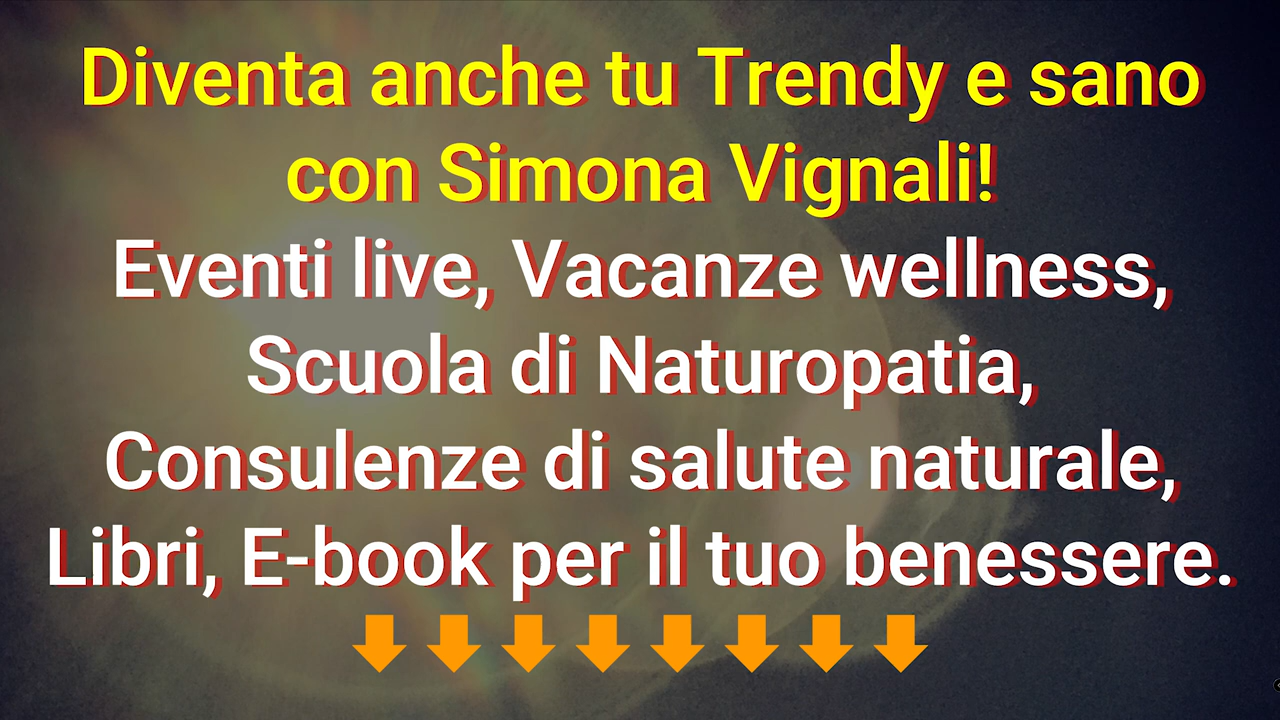 Diventa anche tu Trendy e sano
con Simona Vignali!
Eventi live, Vacanze wellness,
Scuola di Naturopatia,
Consulenze di salute naturale,
Libri, E-book per il tuo benessere.